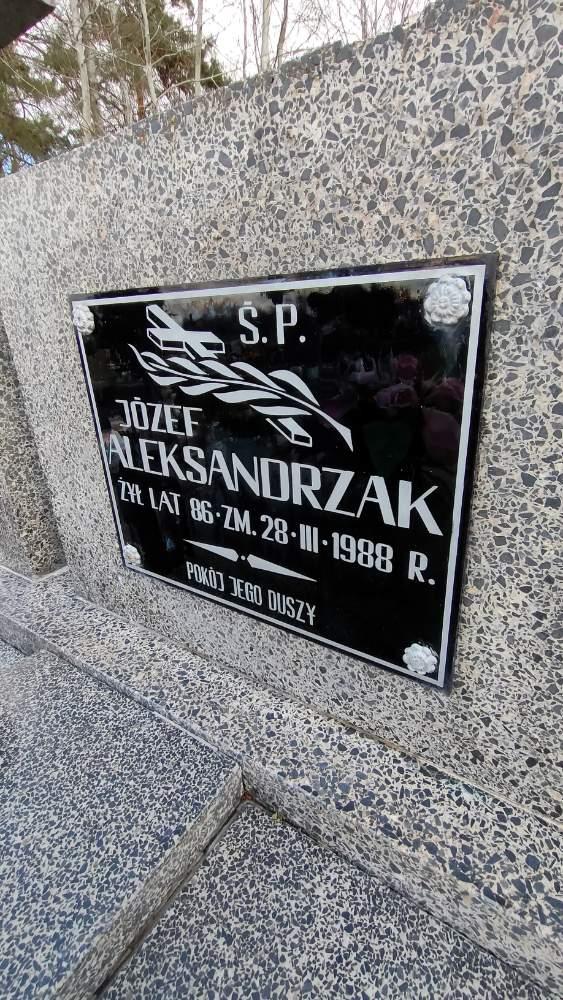 Ś. P.
JÓZEF
ALEKSANDRZAK
ŻYŁ LAT 86·ZM. 28·III·1988 R.
POKÓJ JEGO DUSZY